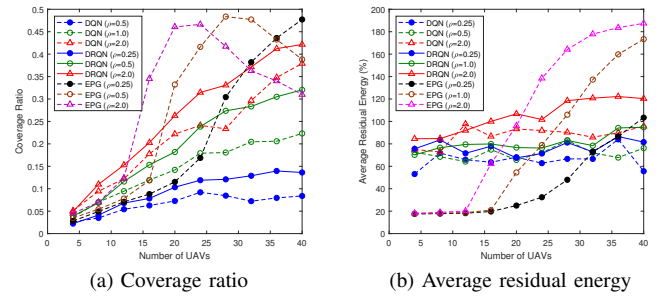 0.5
0.45
0.4
0.35
0.3
0.25
0.2
0.15
0.1
0.05
0
Coverage Ratio
DQN (ρ=0.5)
DQN (ρ=1.0)
DQN (ρ=2.0)
DRQN (ρ=0.25)
DRQN (ρ=0.5)
DRQN (ρ=2.0)
EPG (ρ=0.25)
EPG (ρ=0.5)
EPG (ρ=2.0)
0 5 10 15 20 25 30 35 40
Number of UAVs
(a) Coverage ratio
200
180
160
140
120
100
80
60
40
20
0
Average Residual Energy(%)
DQN (ρ=0.25)
DQN (ρ=0.5)
DQN (ρ=2.0)
DRQN (ρ=0.25)
DRQN (ρ=1.0)
DRQN (ρ=2.0)
EPG (ρ=0.25)
EPG (ρ=1.0)
EPG (ρ=2.0)
0 5 10 15 20 25 30 35 40
Number of UAVs
(b) Average residual energy